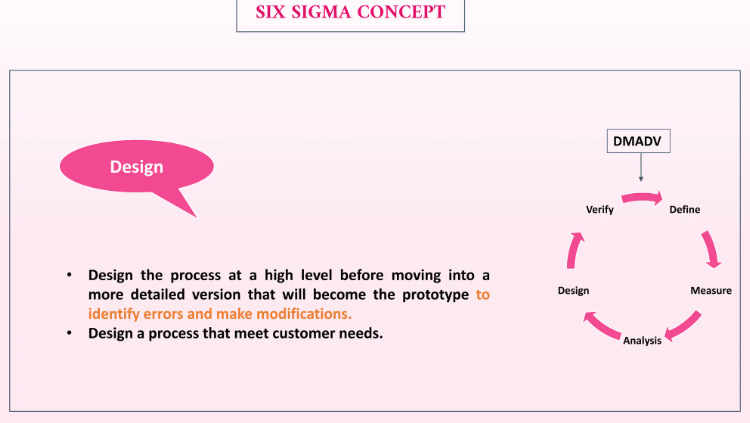 SIX SIGMA CONCEPT
Design
• Design the process at a high level before moving into a
more detailed version that will become the prototype to
identify errors and make modifications.
• Design a process that meet customer needs.
DMADV
Verify
Define
Design
Measure
Analysis